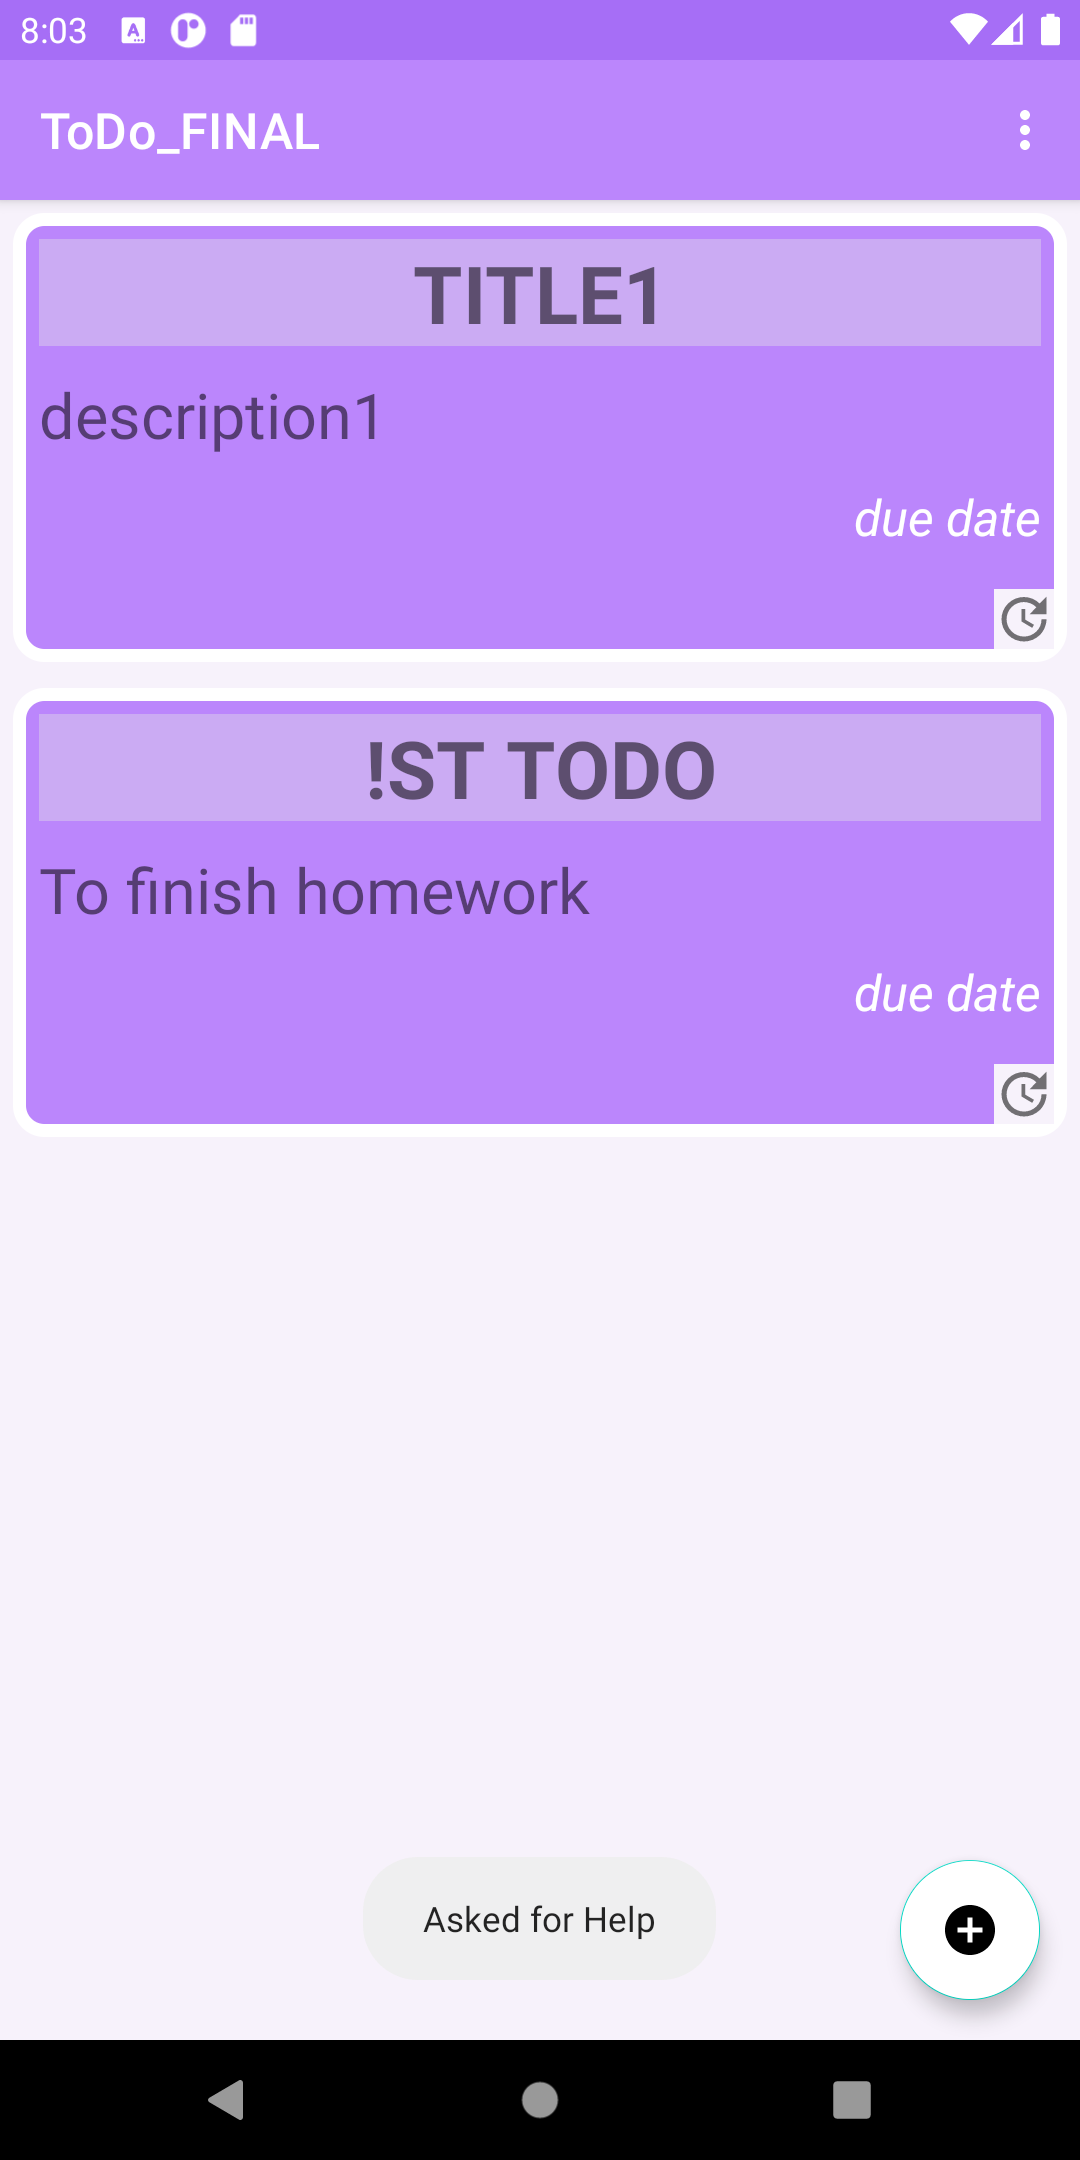 8:03
ToDo_FINAL
TITLE1
description1
due date
!ST TODO
To finish homework
due date
Asked for Help